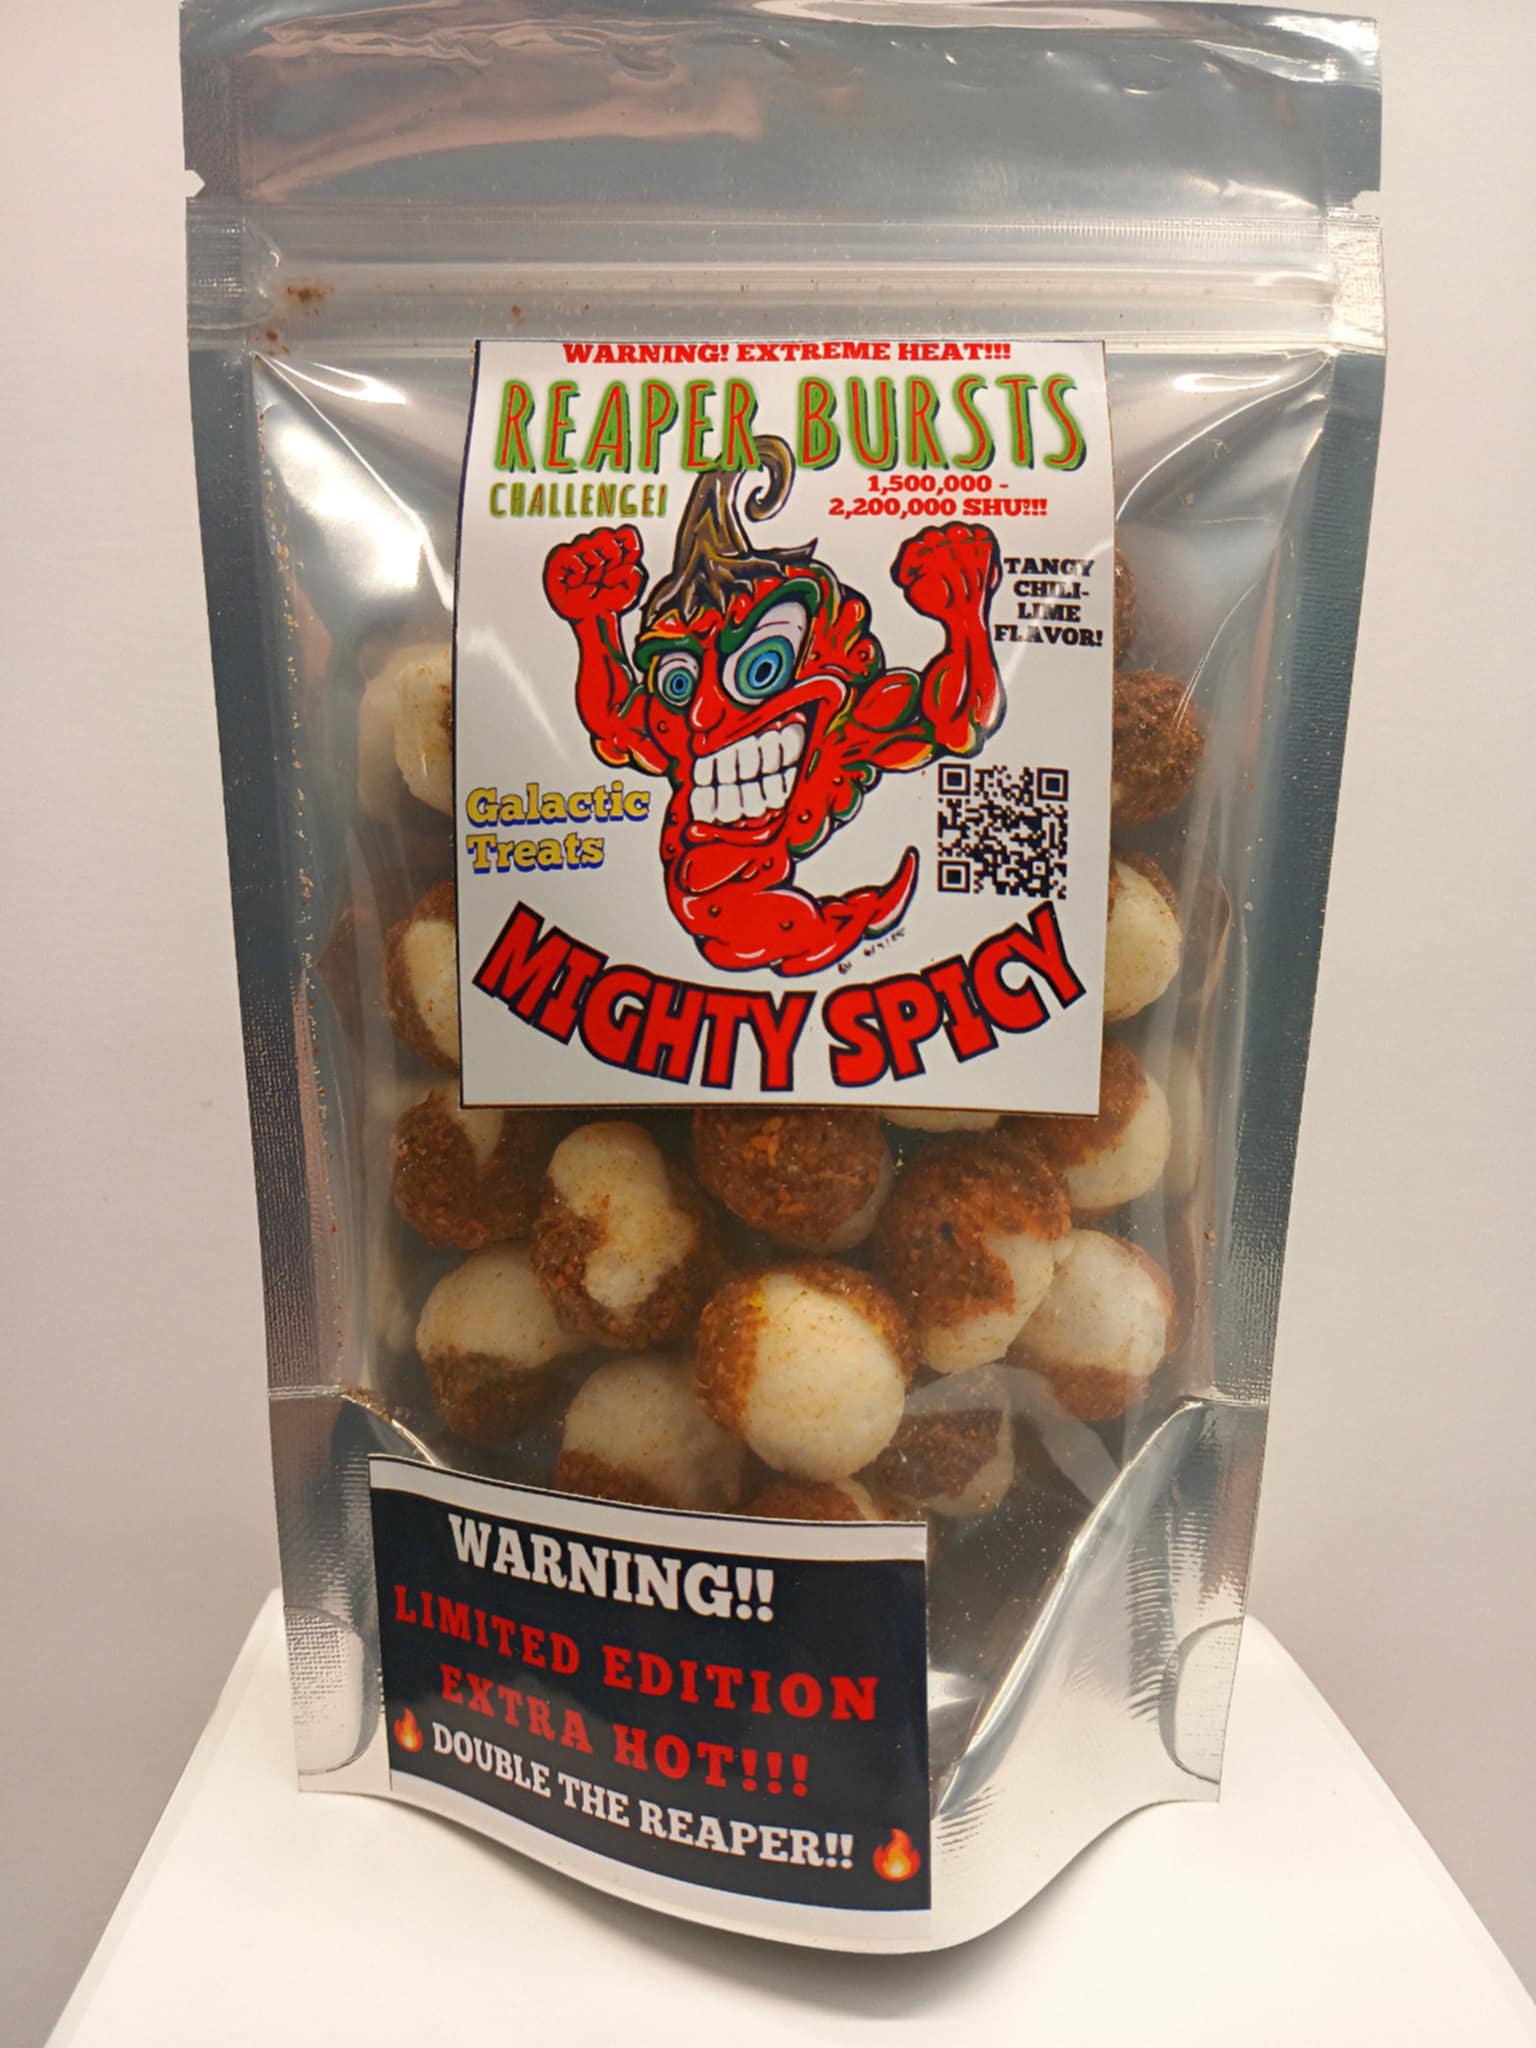 WARNING! EXTREME HEAT!!!
REAPER BURSTS
CHALLENGE!
1,500,000 -
2,200,000 SHU!!!
TANGY
CHILI-
LIME
FLAVOR!
Galactic
Treats
MIGHTY SPICY
WARNING!!
LIMITED EDITION
EXTRA HOT!!!
🔥 DOUBLE THE REAPER!! 🔥